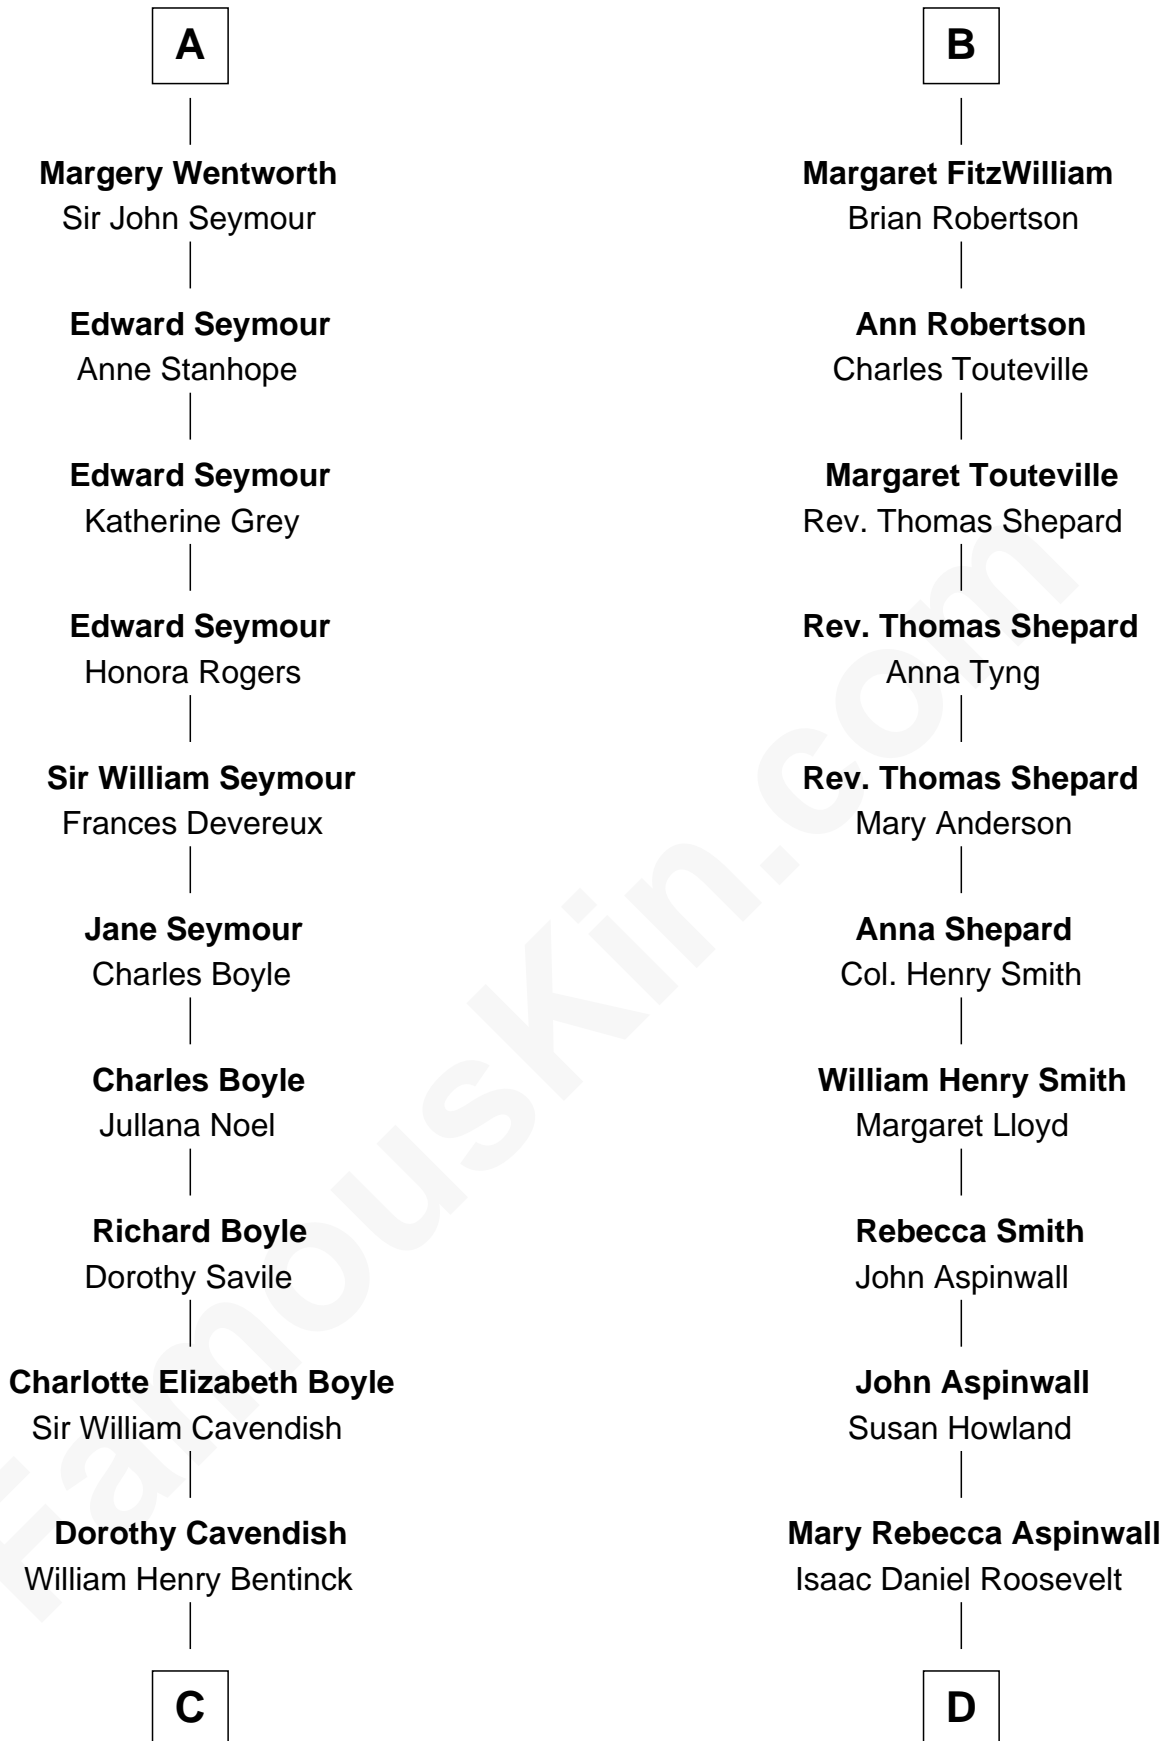 A
Margery Wentworth
Sir John Seymour
Edward Seymour
Anne Stanhope
Edward Seymour
Katherine Grey
Edward Seymour
Honora Rogers
Sir William Seymour
Frances Devereux
Jane Seymour
Charles Boyle
Charles Boyle
Jullana Noel
Richard Boyle
Dorothy Savile
Charlotte Elizabeth Boyle
Sir William Cavendish
Dorothy Cavendish
William Henry Bentinck
C
B
Margaret FitzWilliam
Brian Robertson
Ann Robertson
Charles Touteville
Margaret Touteville
Rev. Thomas Shepard
Rev. Thomas Shepard
Anna Tyng
Rev. Thomas Shepard
Mary Anderson
Anna Shepard
Col. Henry Smith
William Henry Smith
Margaret Lloyd
Rebecca Smith
John Aspinwall
John Aspinwall
Susan Howland
Mary Rebecca Aspinwall
Isaac Daniel Roosevelt
D
FamousKin.com